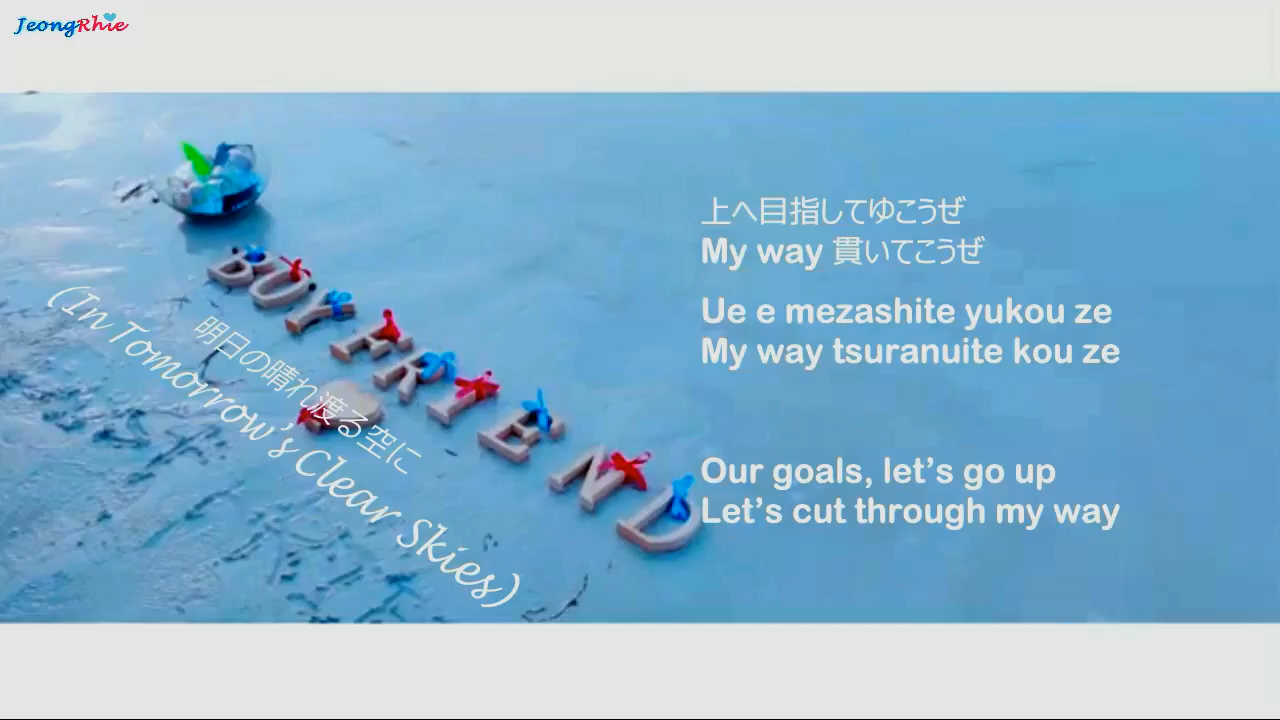 JeongRhie
BOYFRIEND
明日の晴れ渡る空に
(In Tomorrow's Clear Skies)
上へ目指してゆこうぜ
My way 貫いてこうぜ
Ue e mezashite yukou ze
My way tsuranuite kou ze
Our goals, let's go up
Let's cut through my way